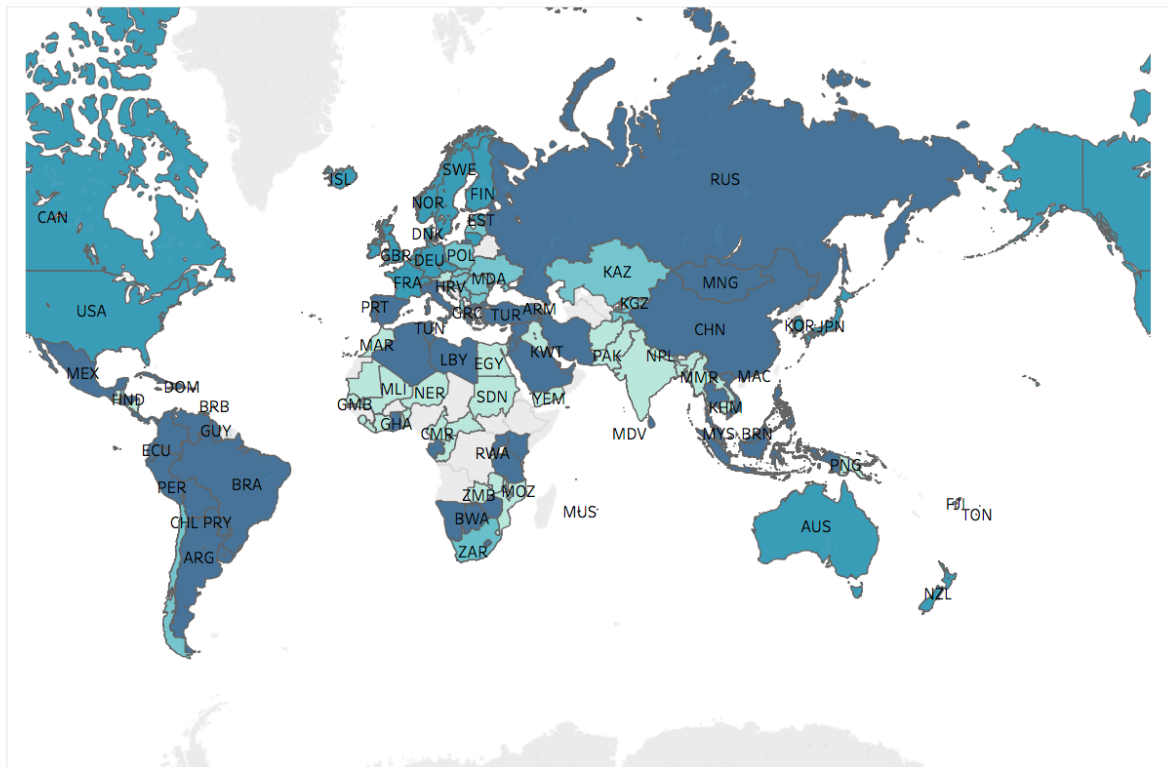 ISL
SWE
FIN
NOR
EST
DNK
RUS
CAN
GBR
DEU
POL
FRA
HRV
MDA
KAZ
MNG
USA
PRT
GRC
TUR
ARM
KGZ
CHN
KOR
JPN
TUN
MAR
LBY
EGY
KWT
PAK
NPL
MEX
DOM
HND
BRB
GUY
MLI
NER
SDN
GMB
GHA
CMR
YEM
MMR
MAC
KHM
MDV
MYS
BRN
ECU
PER
BRA
RWA
PNG
CHL
PRY
ZMB
MOZ
MUS
FJI
TON
BWA
AUS
ARG
ZAR
NZL